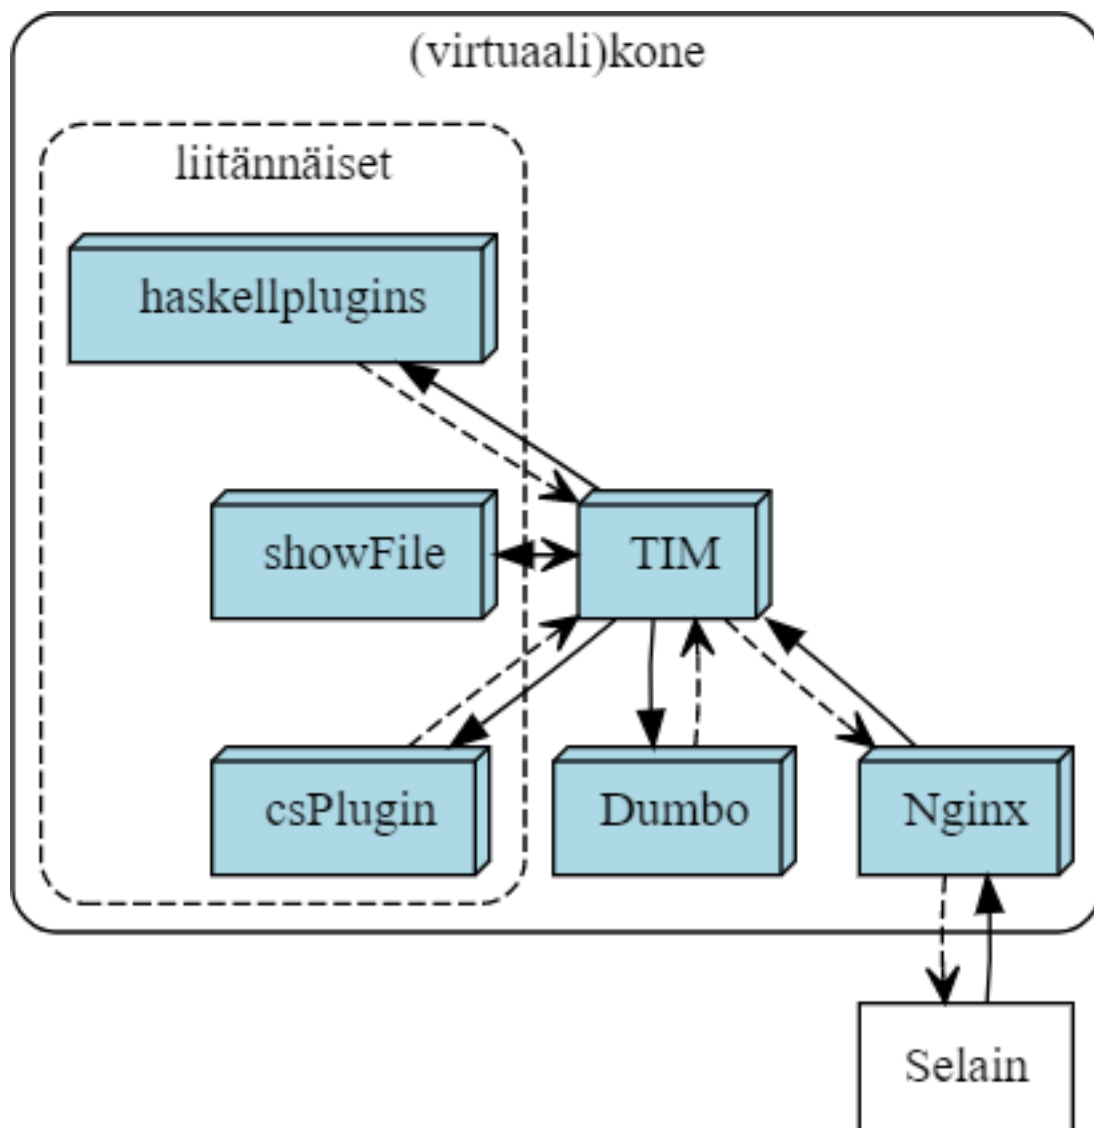 (virtuaali)kone
liitännäiset
haskellplugins
showFile
TIM
csPlugin
Dumbo
Nginx
Selain